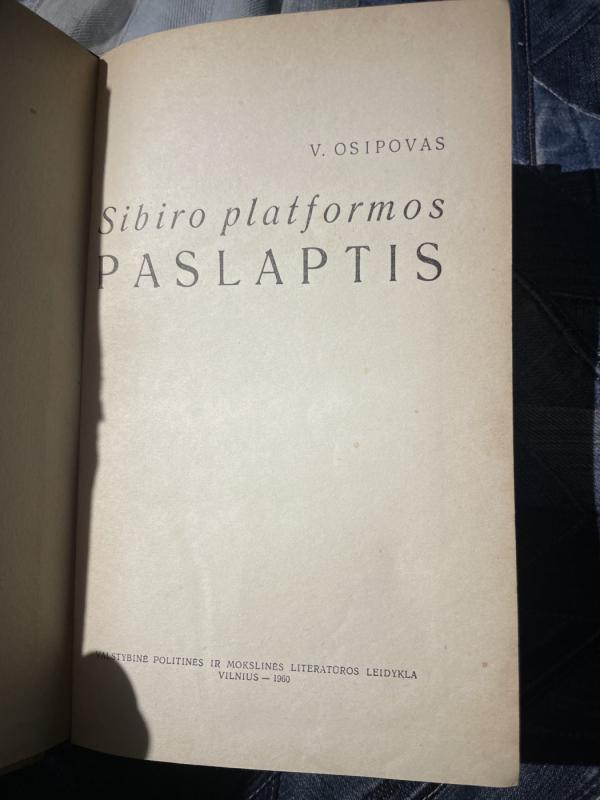 V. OSIPOVAS
Sibiro platformos
PASLAPTIS
VALSTYBINĖ POLITINĖS IR MOKSLINĖS LITERATŪROS LEIDYKLA
VILNIUS — 1960